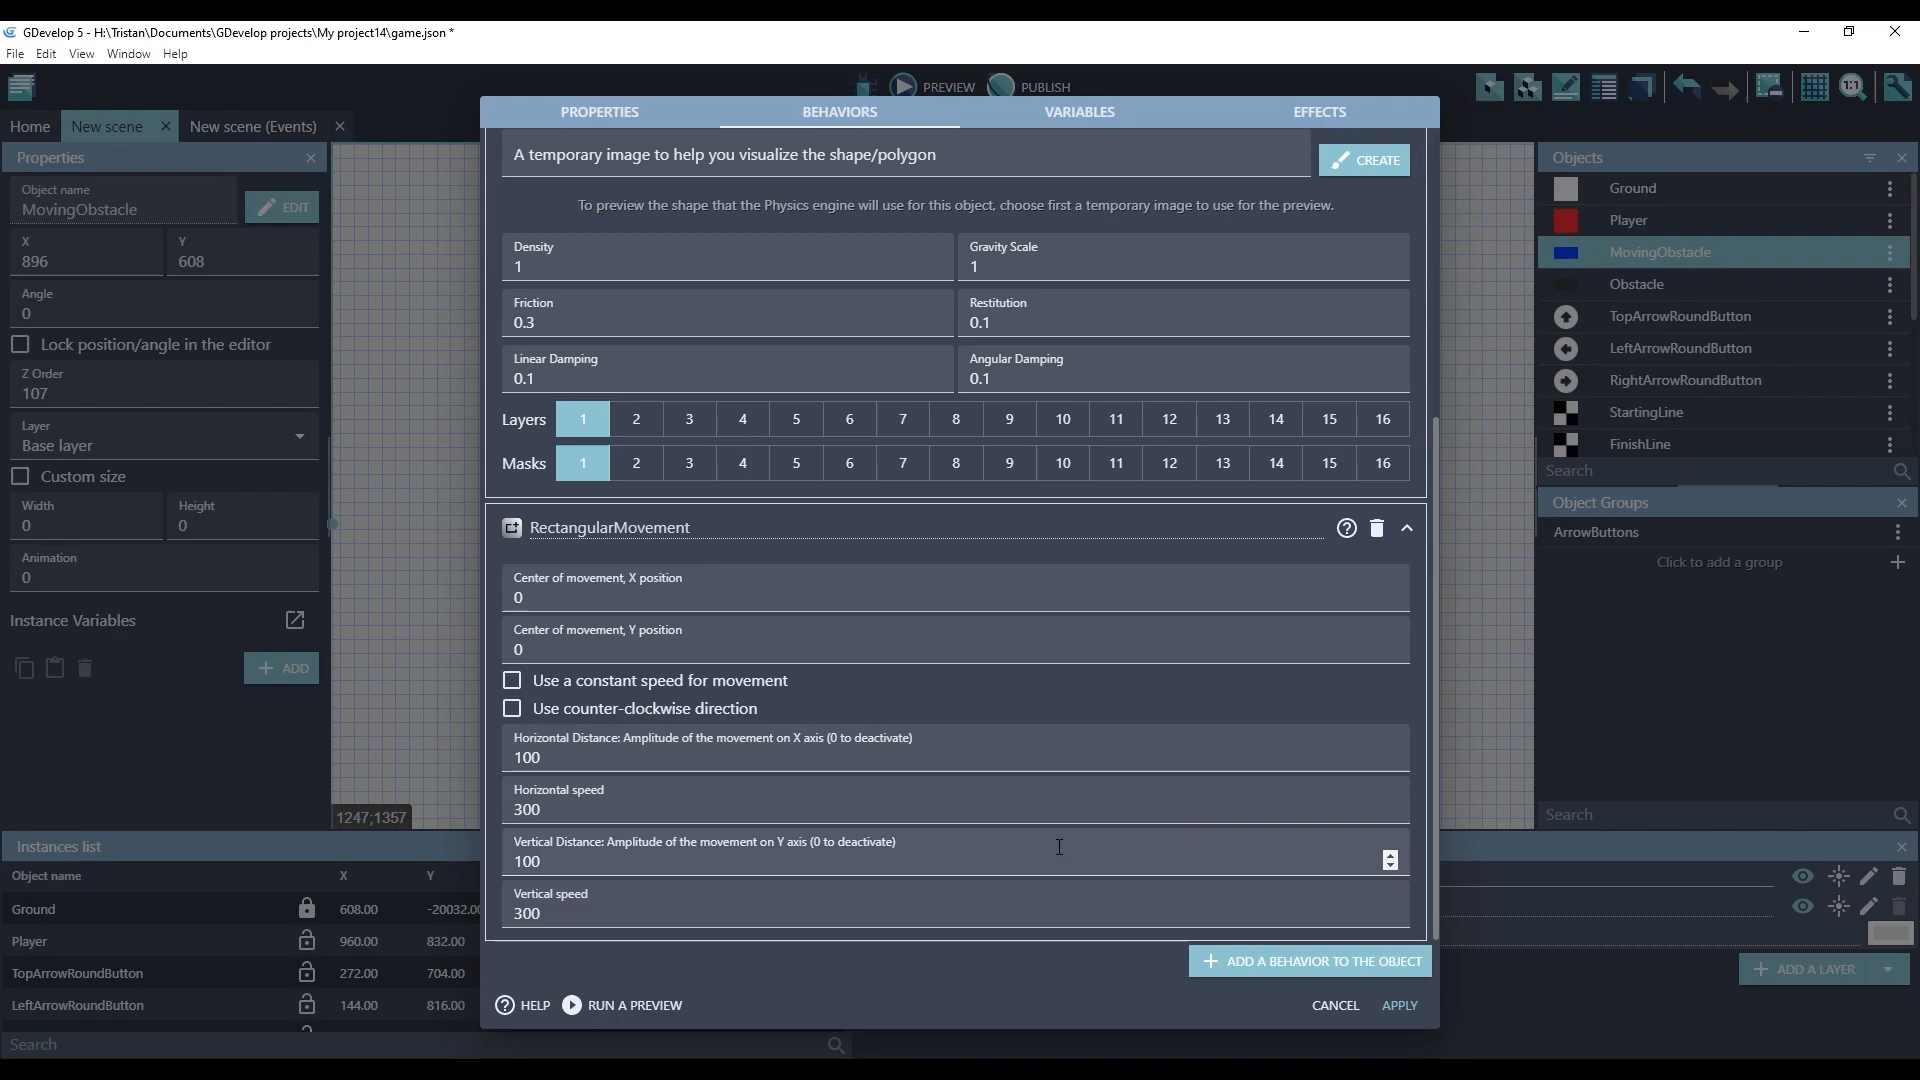 GDevelop 5 - H:\Tristan\Documents\GDevelop projects\My project14\game.json *
File Edit View Window Help
PREVIEW PUBLISH
Home New scene New scene (Events)
PROPERTIES BEHAVIORS VARIABLES EFFECTS
Properties
Object name
MovingObstacle
EDIT
X
896
Y
608
Angle
0
Lock position/angle in the editor
Z Order
107
Layer
Base layer
Custom size
Width
0
Height
0
Animation
0
Instance Variables
ADD
1247;1357
Instances list
Object name X Y
Ground 608.00 -20032.00
Player 960.00 832.00
TopArrowRoundButton 272.00 704.00
LeftArrowRoundButton 144.00 816.00
Search
A temporary image to help you visualize the shape/polygon
CREATE
To preview the shape that the Physics engine will use for this object, choose first a temporary image to use for the preview.
Density
1
Gravity Scale
1
Friction
0.3
Restitution
0.1
Linear Damping
0.1
Angular Damping
0.1
Layers 1 2 3 4 5 6 7 8 9 10 11 12 13 14 15 16
Masks 1 2 3 4 5 6 7 8 9 10 11 12 13 14 15 16
RectangularMovement
Center of movement, X position
0
Center of movement, Y position
0
Use a constant speed for movement
Use counter-clockwise direction
Horizontal Distance: Amplitude of the movement on X axis (0 to deactivate)
100
Horizontal speed
300
Vertical Distance: Amplitude of the movement on Y axis (0 to deactivate)
100
Vertical speed
300
ADD A BEHAVIOR TO THE OBJECT
HELP RUN A PREVIEW CANCEL APPLY
Objects
Ground
Player
MovingObstacle
Obstacle
TopArrowRoundButton
LeftArrowRoundButton
RightArrowRoundButton
StartingLine
FinishLine
Search
Object Groups
ArrowButtons
Click to add a group
Search
ADD A LAYER